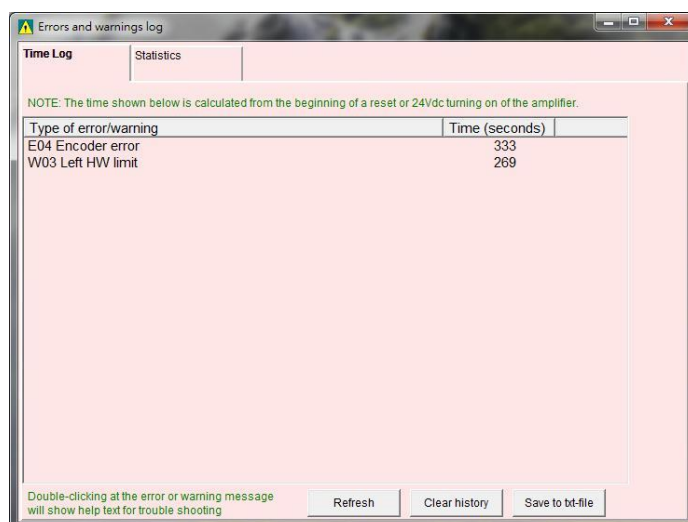 Errors and warnings log
Time Log Statistics
NOTE: The time shown below is calculated from the beginning of a reset or 24Vdc turning on of the amplifier.
Type of error/warning Time (seconds)
E04 Encoder error 333
W03 Left HW limit 269
Double-clicking at the error or warning message
will show help text for trouble shooting
Refresh Clear history Save to txt-file